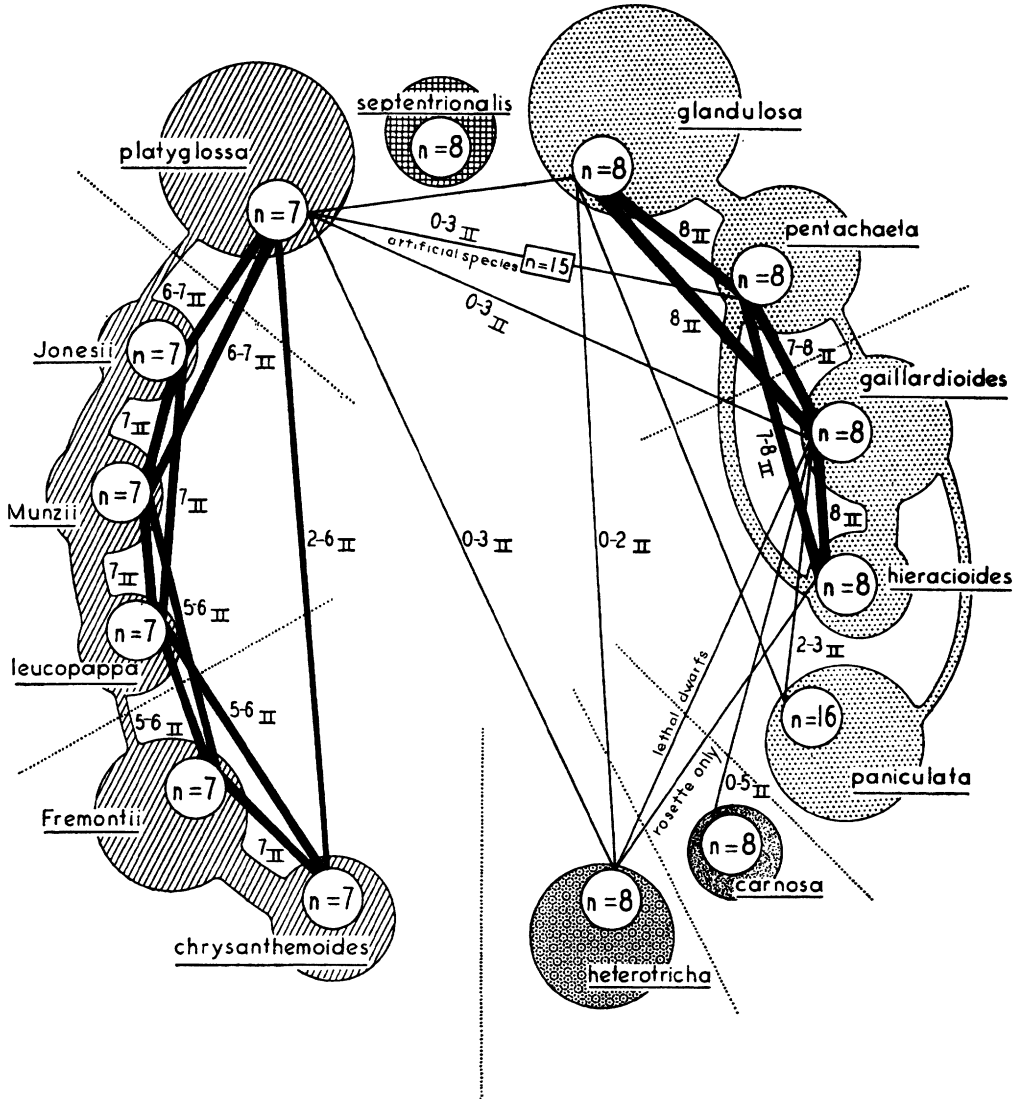 septentrionalis
n=8
glandulosa
n=8
platyglossa
n=7
0-3 II
artificial species
n=15
8 II
pentachaeta
n=8
0-3 II
8 II
6-7 II
6-7 II
Jonesii
n=7
7-8 II
gaillardioides
n=8
7 II
7-8 II
Munzii
n=7
7 II
8 II
2-6 II
0-3 II
0-2 II
7 II
hieracioides
n=8
5-6 II
leucopappa
n=7
2-3 II
lethal dwarfs
5-6 II
5-6 II
n=16
paniculata
rosette only
0-5 II
Fremontii
n=7
7 II
n=8
carnosa
n=7
chrysanthemoides
n=8
heterotricha